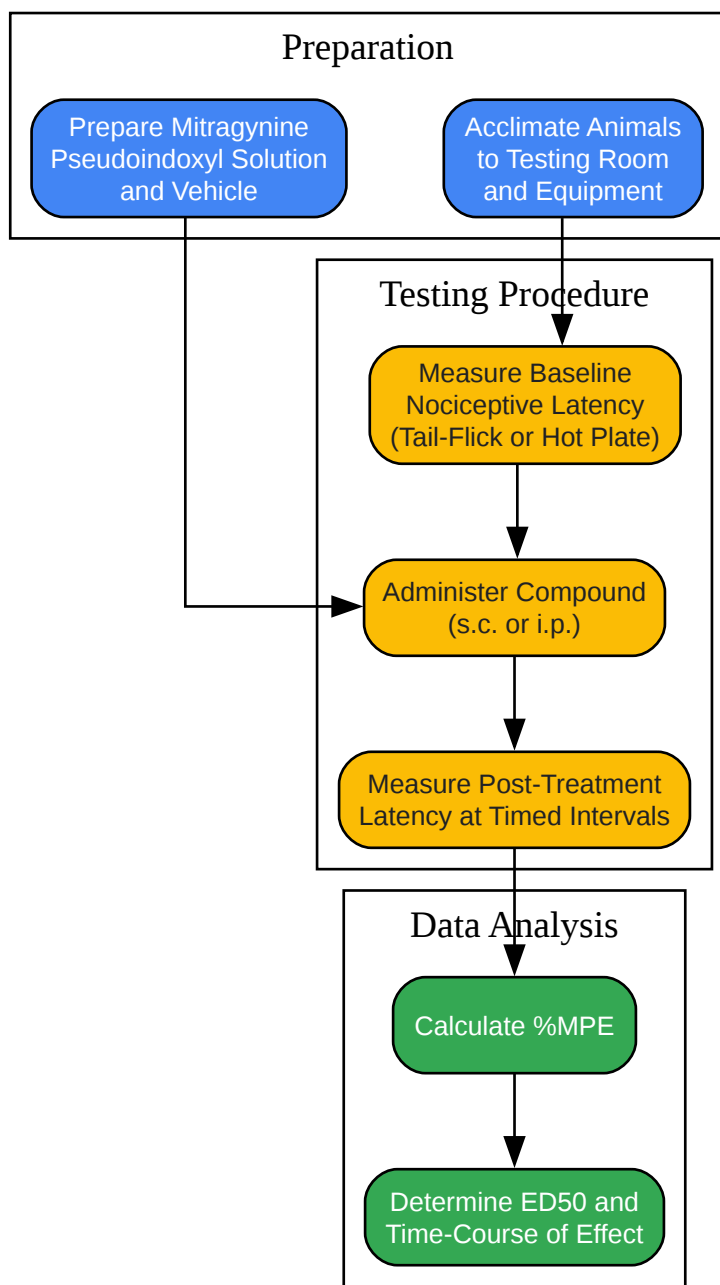 Preparation
Prepare Mitragynine
Pseudoindoxyl Solution
and Vehicle
Acclimate Animals
to Testing Room
and Equipment
Testing Procedure
Measure Baseline
Nociceptive Latency
(Tail-Flick or Hot Plate)
Administer Compound
(s.c. or i.p.)
Measure Post-Treatment
Latency at Timed Intervals
Data Analysis
Calculate %MPE
Determine ED50 and
Time-Course of Effect